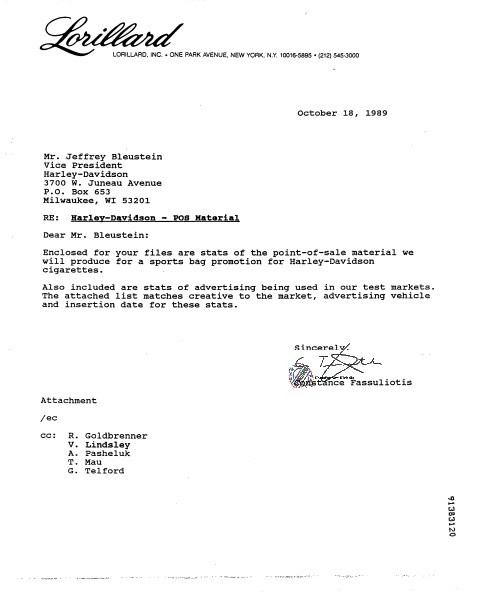 Lorillard
LORILLARD, INC. • ONE PARK AVENUE, NEW YORK, N.Y. 10016-5895 • (212) 545-3000
October 18, 1989
Mr. Jeffrey Bleustein
Vice President
Harley-Davidson
3700 W. Juneau Avenue
P.O. Box 653
Milwaukee, WI 53201
RE: Harley-Davidson - POS Material
Dear Mr. Bleustein:
Enclosed for your files are stats of the point-of-sale material we
will produce for a sports bag promotion for Harley-Davidson
cigarettes.
Also included are stats of advertising being used in our test markets.
The attached list matches creative to the market, advertising vehicle
and insertion date for these stats.
Sincerely,
Constance Fassuliotis
Attachment
/ec
cc: R. Goldbrenner
V. Lindsley
A. Pasheluk
T. Mau
G. Telford
91383120